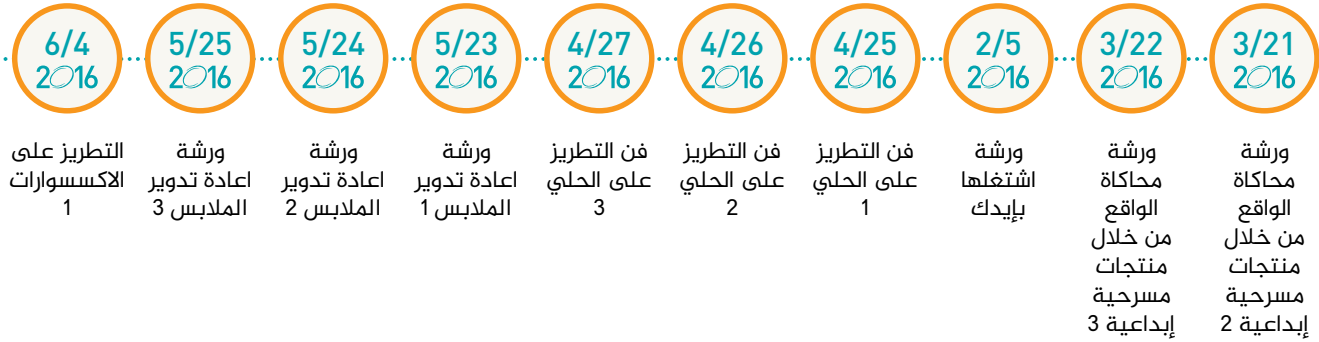 3/21
2016
ورشة
محاكاة
الواقع
من خلال
منتجات
مسرحية
إبداعية 2
3/22
2016
ورشة
محاكاة
الواقع
من خلال
منتجات
مسرحية
إبداعية 3
2/5
2016
ورشة
اشتغلها
بإيدك
4/25
2016
فن التطريز
على الحلي
1
4/26
2016
فن التطريز
على الحلي
2
4/27
2016
فن التطريز
على الحلي
3
5/23
2016
ورشة
اعادة تدوير
الملابس 1
5/24
2016
ورشة
اعادة تدوير
الملابس 2
5/25
2016
ورشة
اعادة تدوير
الملابس 3
6/4
2016
التطريز على
الاكسسوارات
1